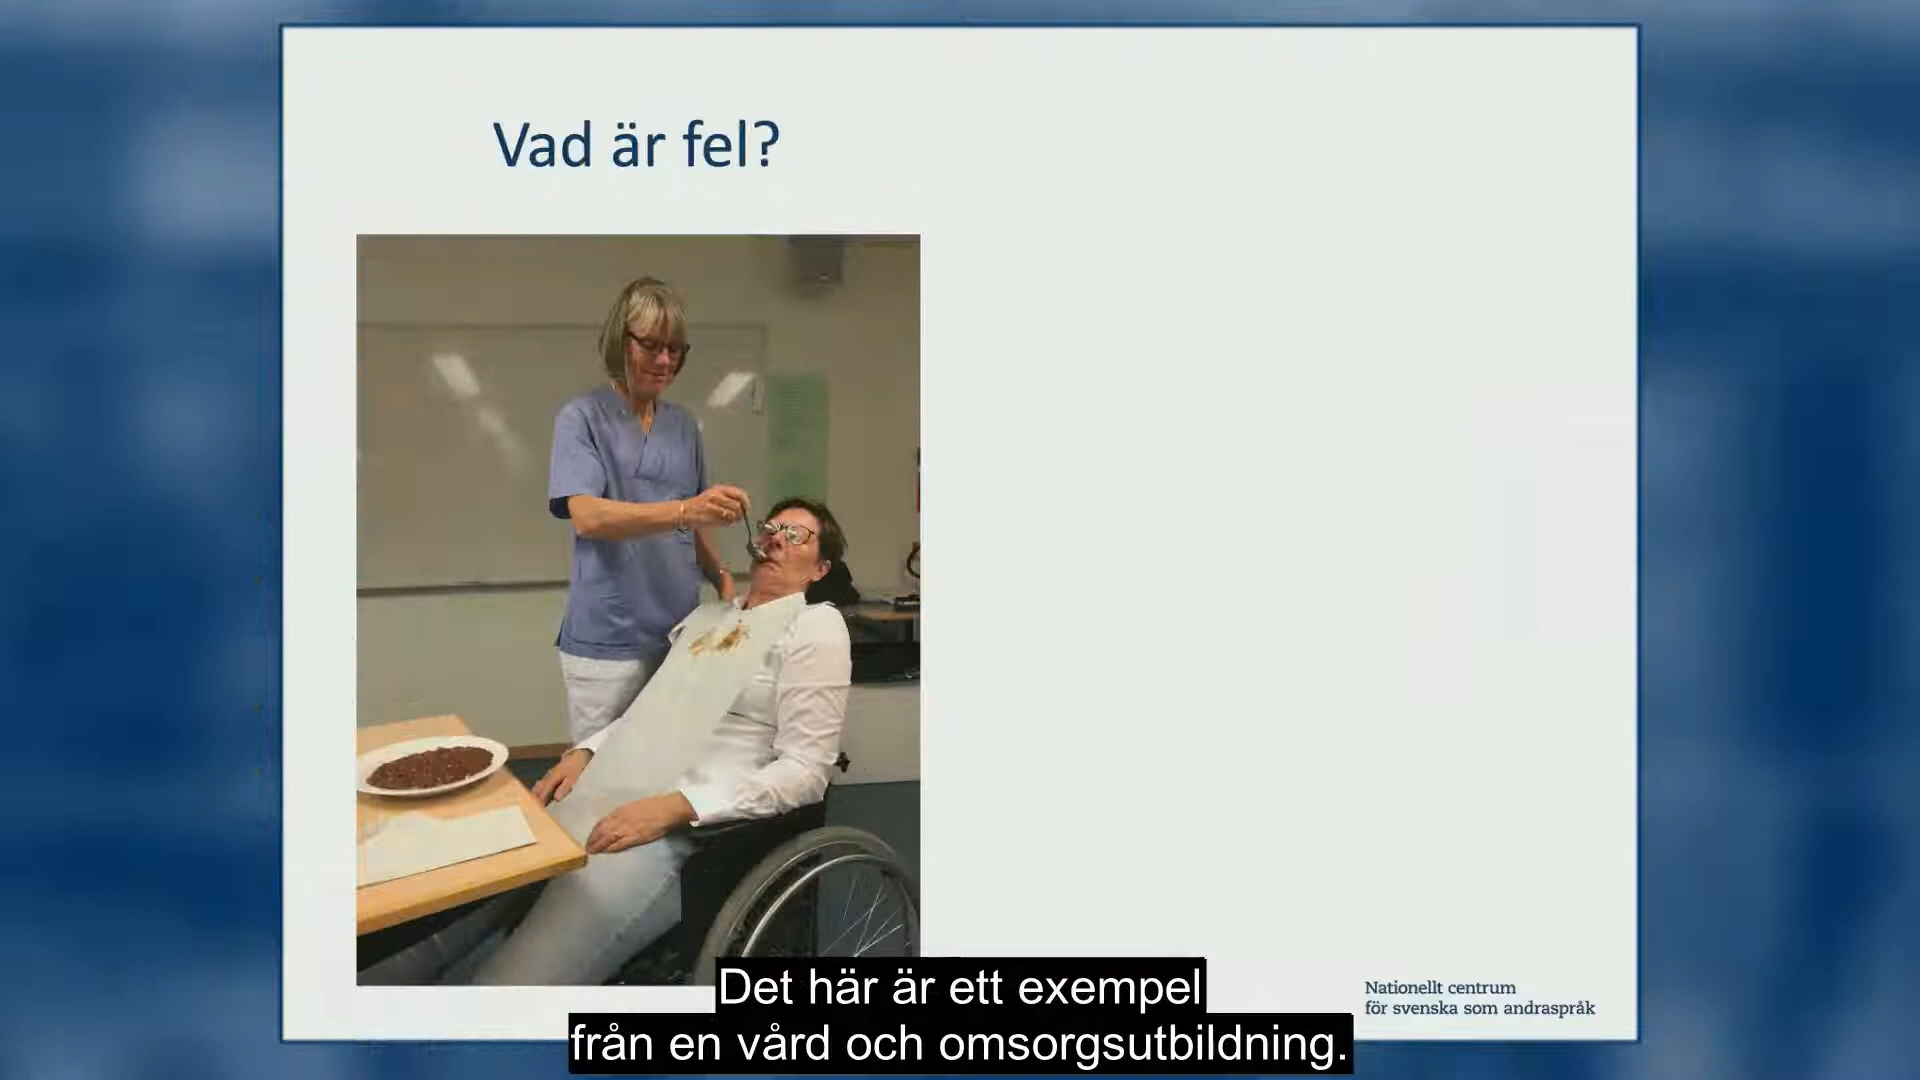 Vad är fel?
Det här är ett exempel
från en vård och omsorgsutbildning.
Nationellt centrum
för svenska som andraspråk